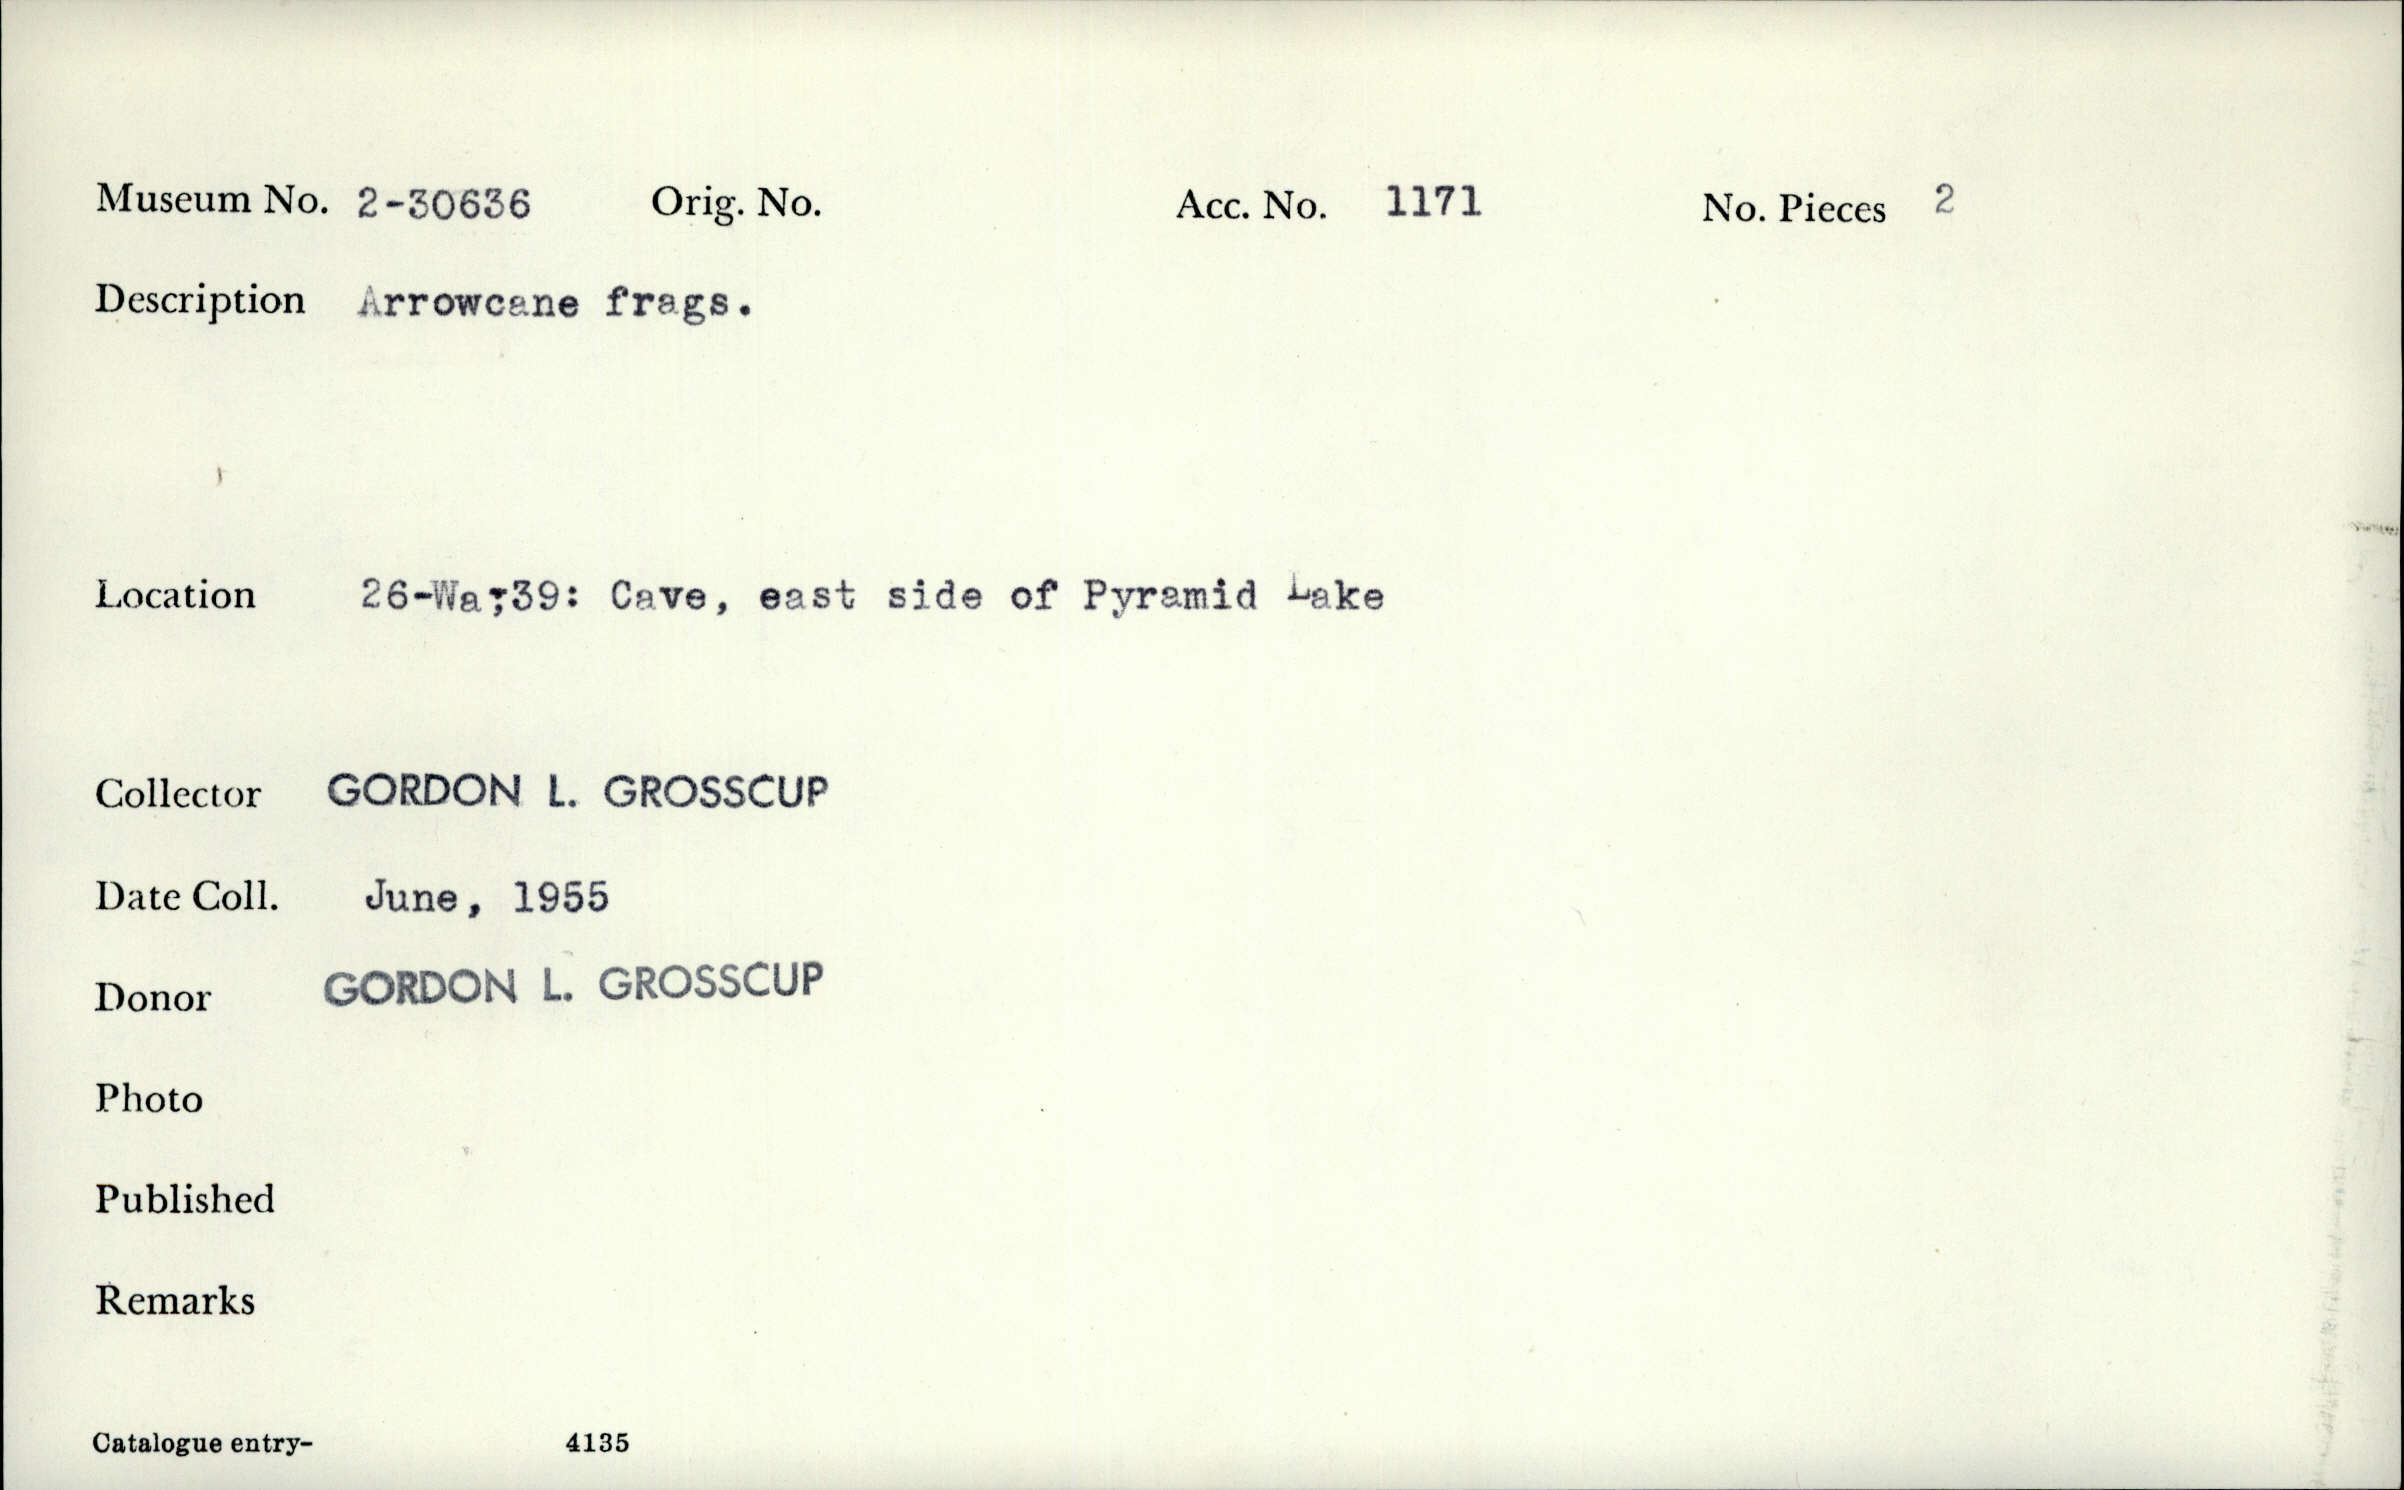 Museum No. 2-30636 Orig. No. Acc. No. 1171 No. Pieces 2
Description Arrowcane frags.
Location 26-Wa;39: Cave, east side of Pyramid Lake
Collector GORDON L. GROSSCUP
Date Coll. June, 1955
Donor GORDON L. GROSSCUP
Photo
Published
Remarks
Catalogue entry- 4135